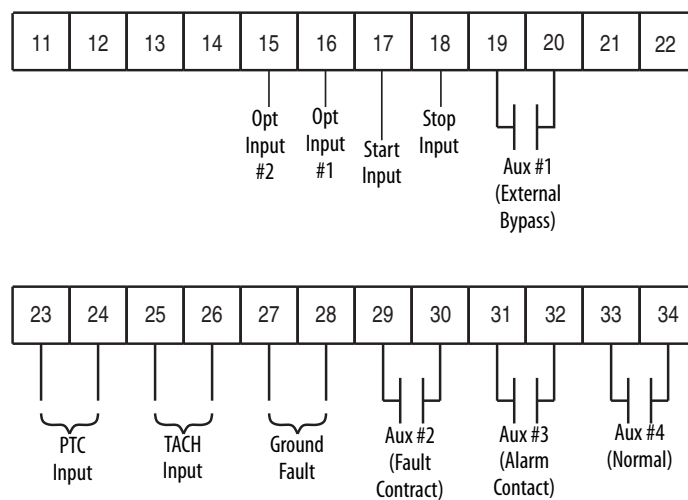 11 12 13 14 15 16 17 18 19 20 21 22
Opt
Input
#2
Opt
Input
#1
Start
Input
Stop
Input
Aux #1
(External
Bypass)
23 24 25 26 27 28 29 30 31 32 33 34
PTC
Input
TACH
Input
Ground
Fault
Aux #2
(Fault
Contract)
Aux #3
(Alarm
Contact)
Aux #4
(Normal)